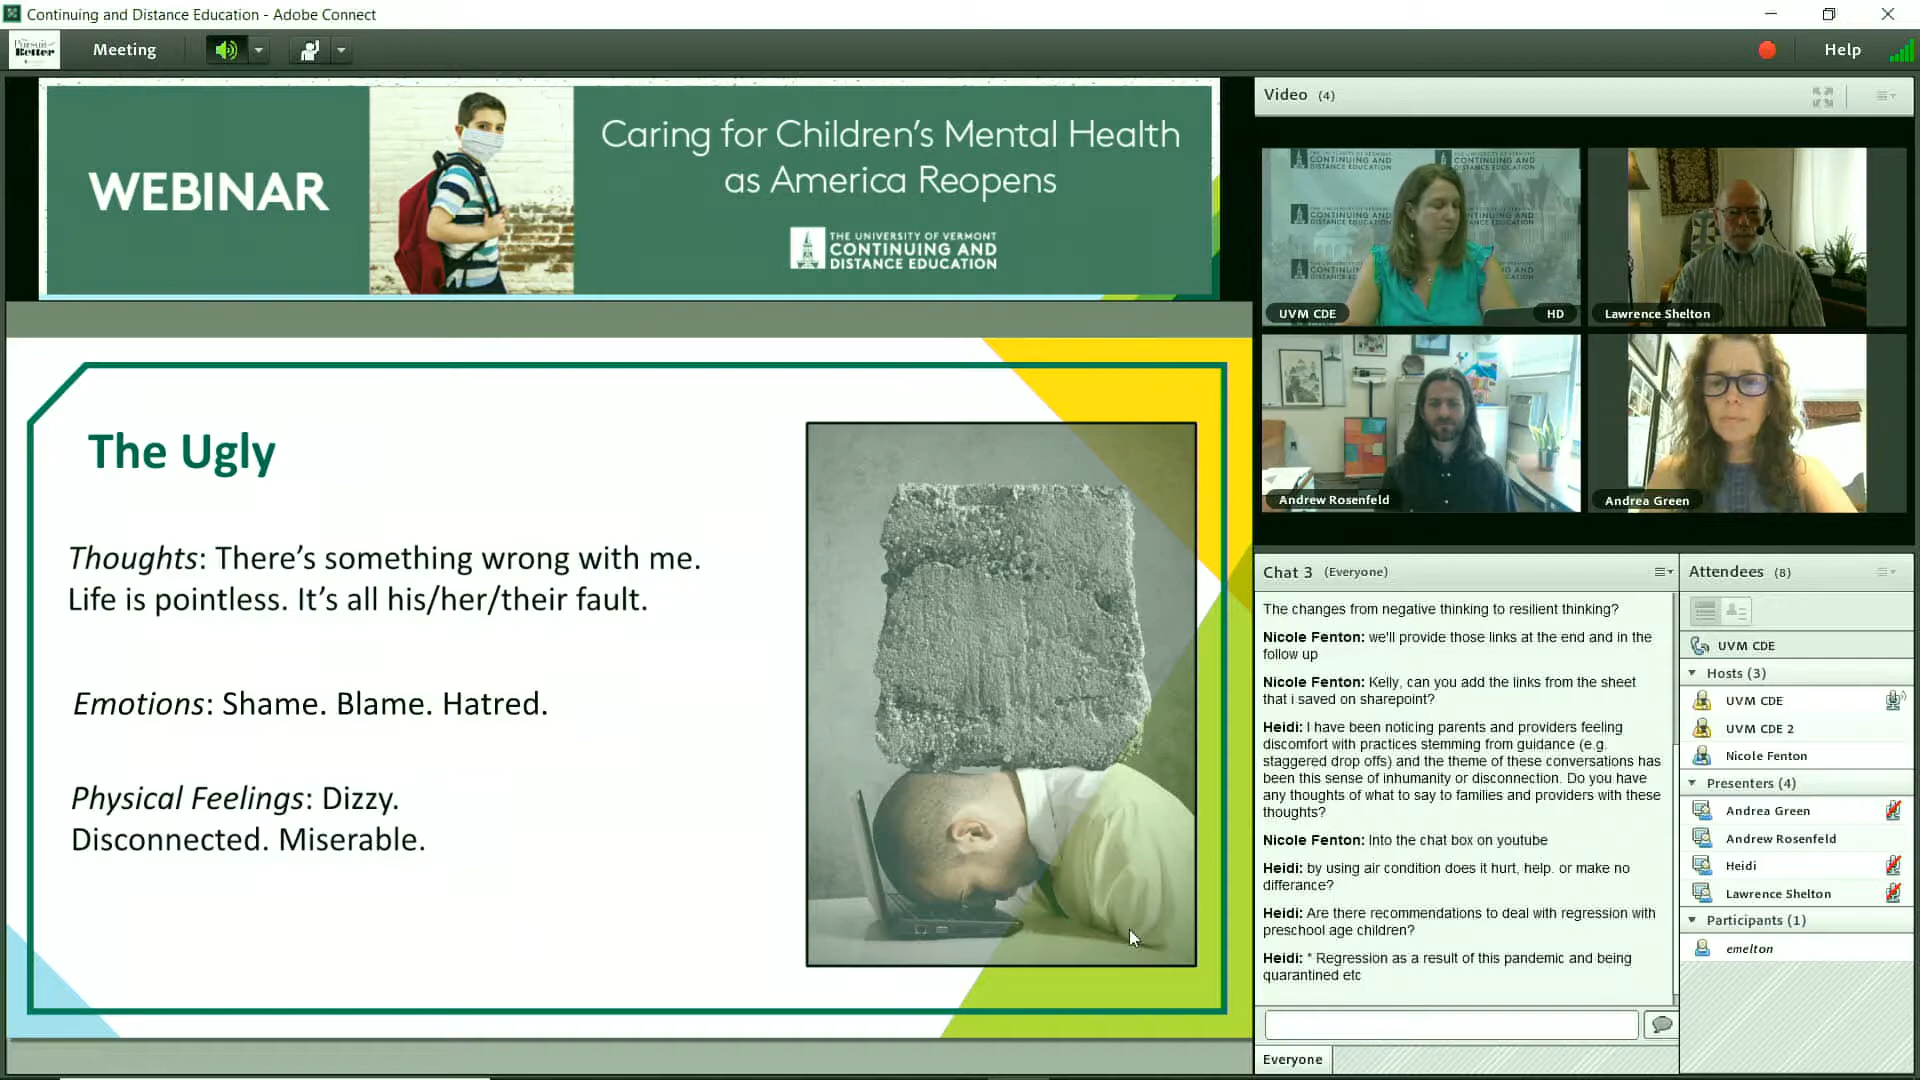 Continuing and Distance Education - Adobe Connect
Pursuit
Better
Meeting
Help
WEBINAR
Caring for Children's Mental Health
as America Reopens
THE UNIVERSITY OF VERMONT
CONTINUING AND
DISTANCE EDUCATION
The Ugly
Thoughts: There's something wrong with me.
Life is pointless. It's all his/her/their fault.
Emotions: Shame. Blame. Hatred.
Physical Feelings: Dizzy.
Disconnected. Miserable.
Video (4)
THE UNIVERSITY OF VERMONT
CONTINUING AND
DISTANCE EDUCATION
UVM CDE
HD
Lawrence Shelton
Andrew Rosenfeld
Andrea Green
Chat 3 (Everyone)
The changes from negative thinking to resilient thinking?
Nicole Fenton: we'll provide those links at the end and in the
follow up
Nicole Fenton: Kelly, can you add the links from the sheet
that i saved on sharepoint?
Heidi: I have been noticing parents and providers feeling
discomfort with practices stemming from guidance (e.g.
staggered drop offs) and the theme of these conversations has
been this sense of inhumanity or disconnection. Do you have
any thoughts of what to say to families and providers with these
thoughts?
Nicole Fenton: Into the chat box on youtube
Heidi: by using air condition does it hurt, help. or make no
differance?
Heidi: Are there recommendations to deal with regression with
preschool age children?
Heidi: * Regression as a result of this pandemic and being
quarantined etc
Everyone
Attendees (8)
UVM CDE
Hosts (3)
UVM CDE
UVM CDE 2
Nicole Fenton
Presenters (4)
Andrea Green
Andrew Rosenfeld
Heidi
Lawrence Shelton
Participants (1)
emelton